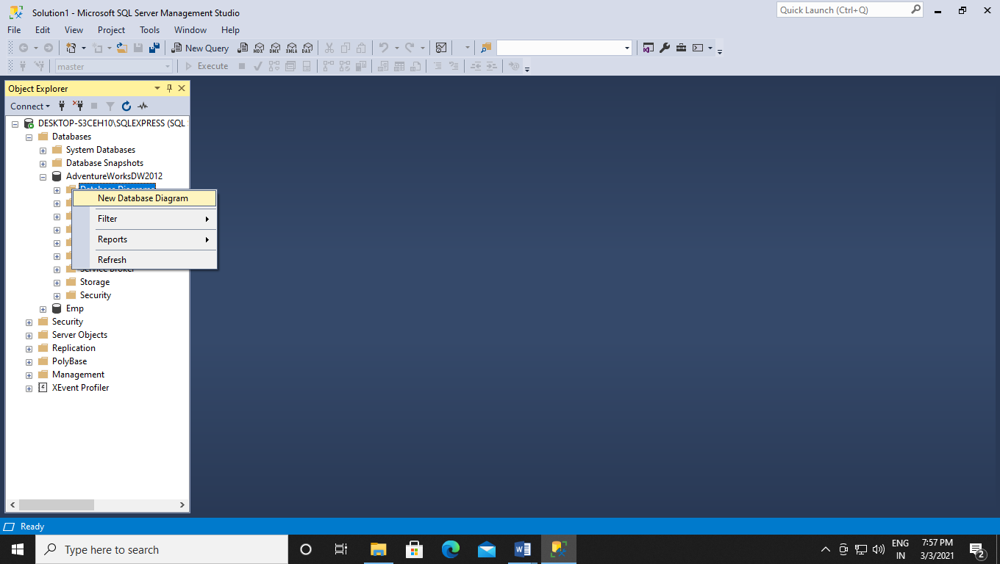 Solution1 - Microsoft SQL Server Management Studio
Quick Launch (Ctrl+Q)
File Edit View Project Tools Window Help
New Query
MDX DMX XMLA DAX
master
Execute
Object Explorer
Connect
DESKTOP-S3CEH10\SQLEXPRESS (SQL
Databases
System Databases
Database Snapshots
AdventureWorksDW2012
Database Diagrams
New Database Diagram
Filter
Reports
Refresh
Service Broker
Storage
Security
Emp
Security
Server Objects
Replication
PolyBase
Management
XEvent Profiler
Ready
Type here to search
ENG
IN
7:57 PM
3/3/2021
2